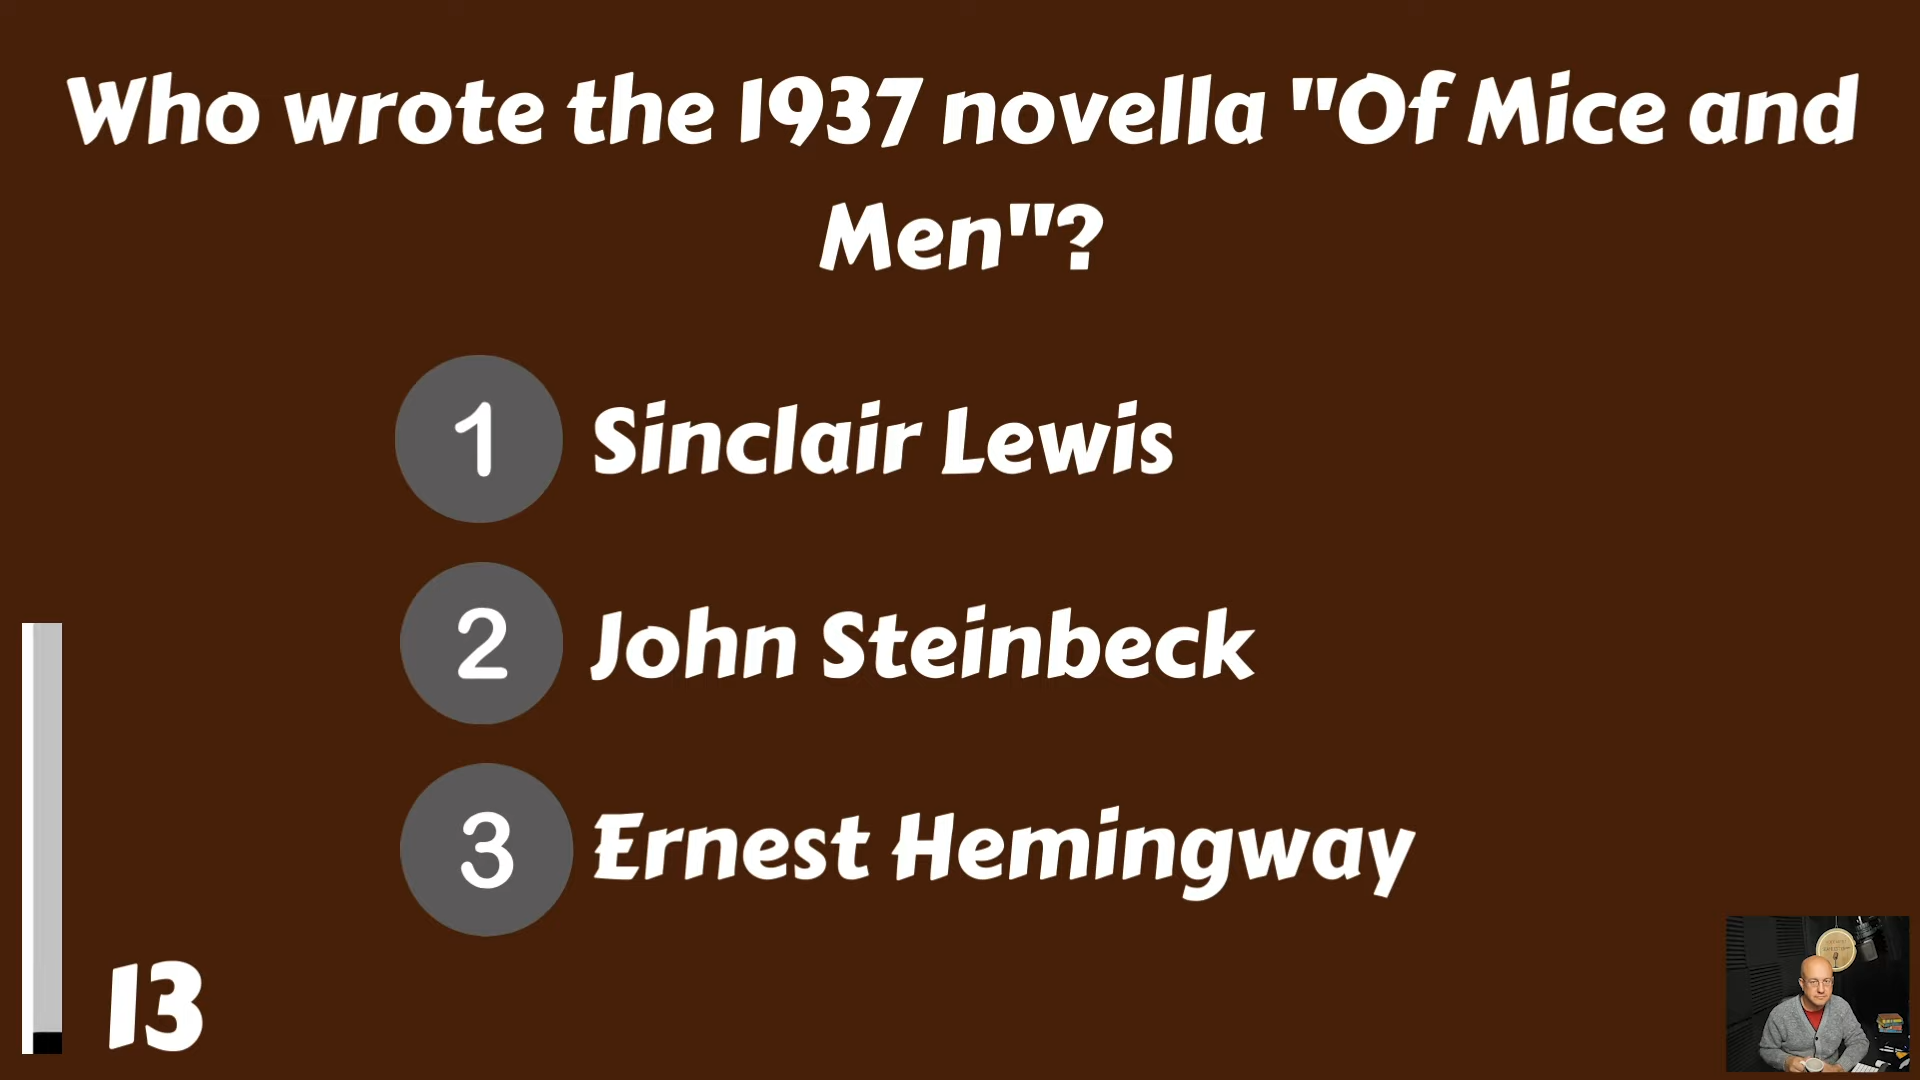 Who wrote the 1937 novella "Of Mice and
Men"?
1 Sinclair Lewis
2 John Steinbeck
3 Ernest Hemingway
13